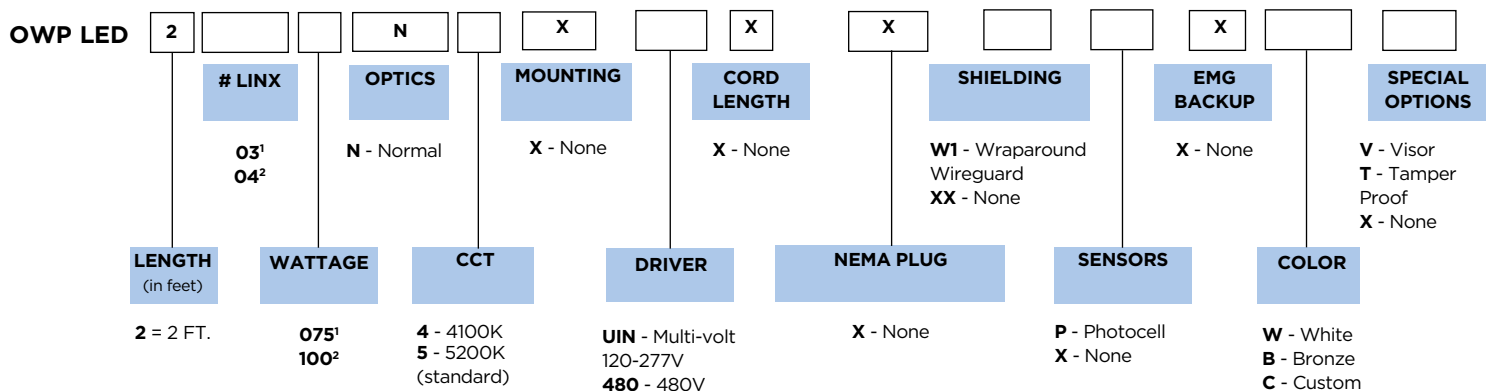 OWP LED 2 N X X X X
# LINX OPTICS MOUNTING CORD LENGTH SHIELDING EMG BACKUP SPECIAL OPTIONS
03¹
04²
N - Normal
X - None
X - None
W1 - Wraparound
Wireguard
XX - None
X - None
V - Visor
T - Tamper
Proof
X - None
LENGTH
(in feet)
WATTAGE
CCT
DRIVER
NEMA PLUG
SENSORS
COLOR
2 = 2 FT.
075¹
100²
4 - 4100K
5 - 5200K
(standard)
UIN - Multi-volt
120-277V
480 - 480V
X - None
P - Photocell
X - None
W - White
B - Bronze
C - Custom